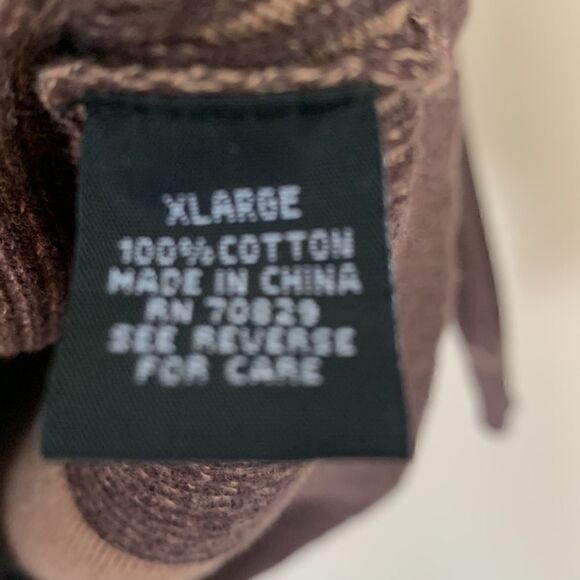 XLARGE
100% COTTON
MADE IN CHINA
RN 70829
SEE REVERSE
FOR CARE